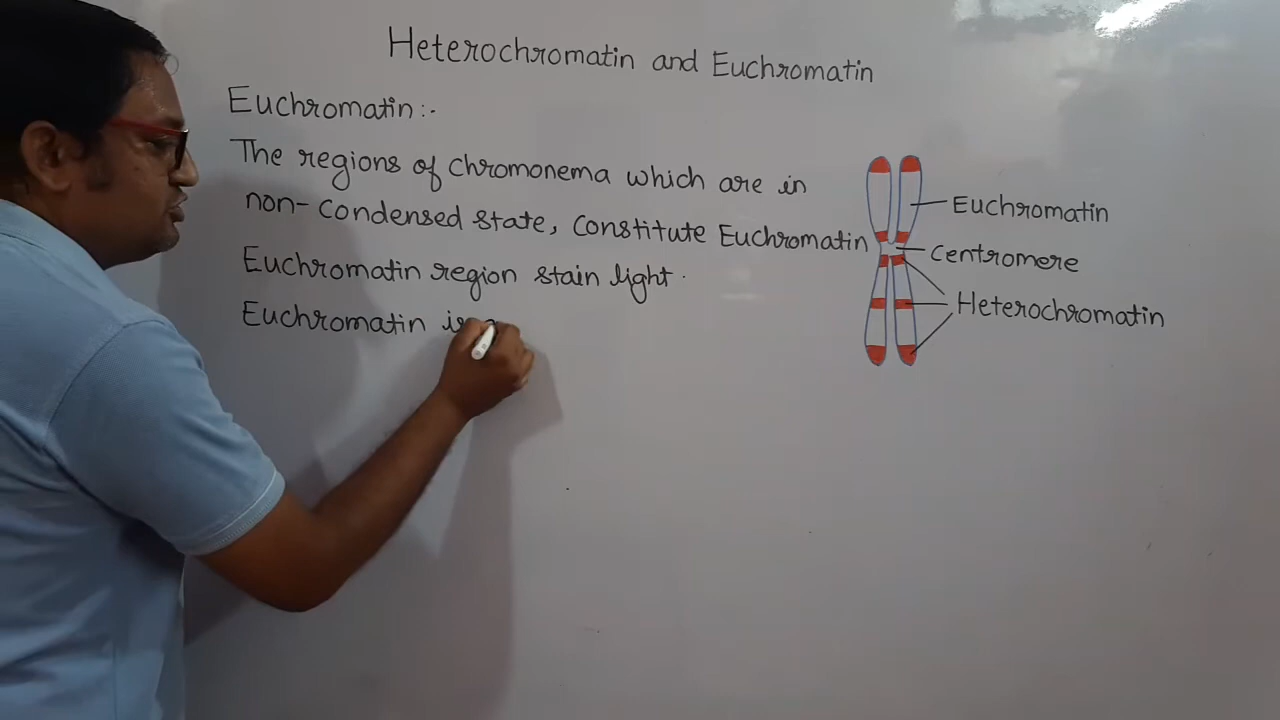 Heterochromatin and Euchromatin
Euchromatin:-
The regions of chromonema which are in
non-condensed state, constitute Euchromatin
Euchromatin region stain light.
Euchromatin is
Euchromatin
Centromere
Heterochromatin